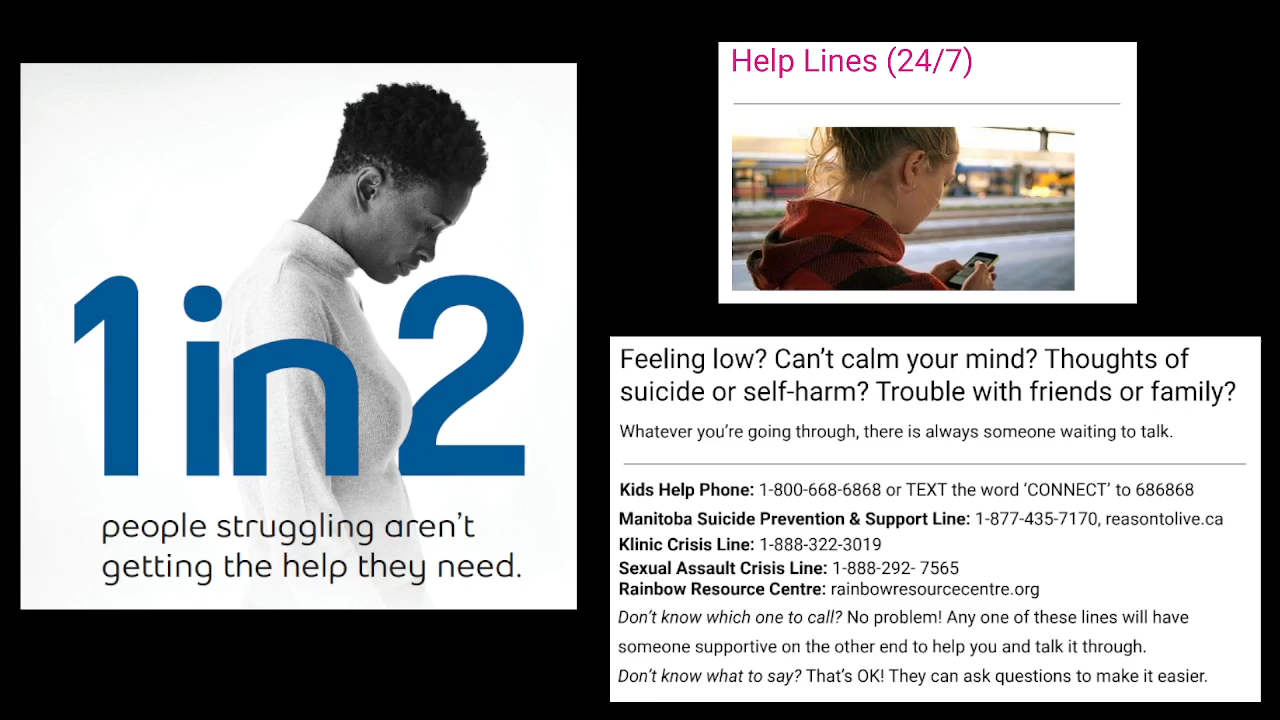 1 in 2
people struggling aren't
getting the help they need.
Help Lines (24/7)
Feeling low? Can't calm your mind? Thoughts of
suicide or self-harm? Trouble with friends or family?
Whatever you're going through, there is always someone waiting to talk.
Kids Help Phone: 1-800-668-6868 or TEXT the word 'CONNECT' to 686868
Manitoba Suicide Prevention & Support Line: 1-877-435-7170, reasontolive.ca
Klinic Crisis Line: 1-888-322-3019
Sexual Assault Crisis Line: 1-888-292- 7565
Rainbow Resource Centre: rainbowresourcecentre.org
Don't know which one to call? No problem! Any one of these lines will have
someone supportive on the other end to help you and talk it through.
Don't know what to say? That's OK! They can ask questions to make it easier.